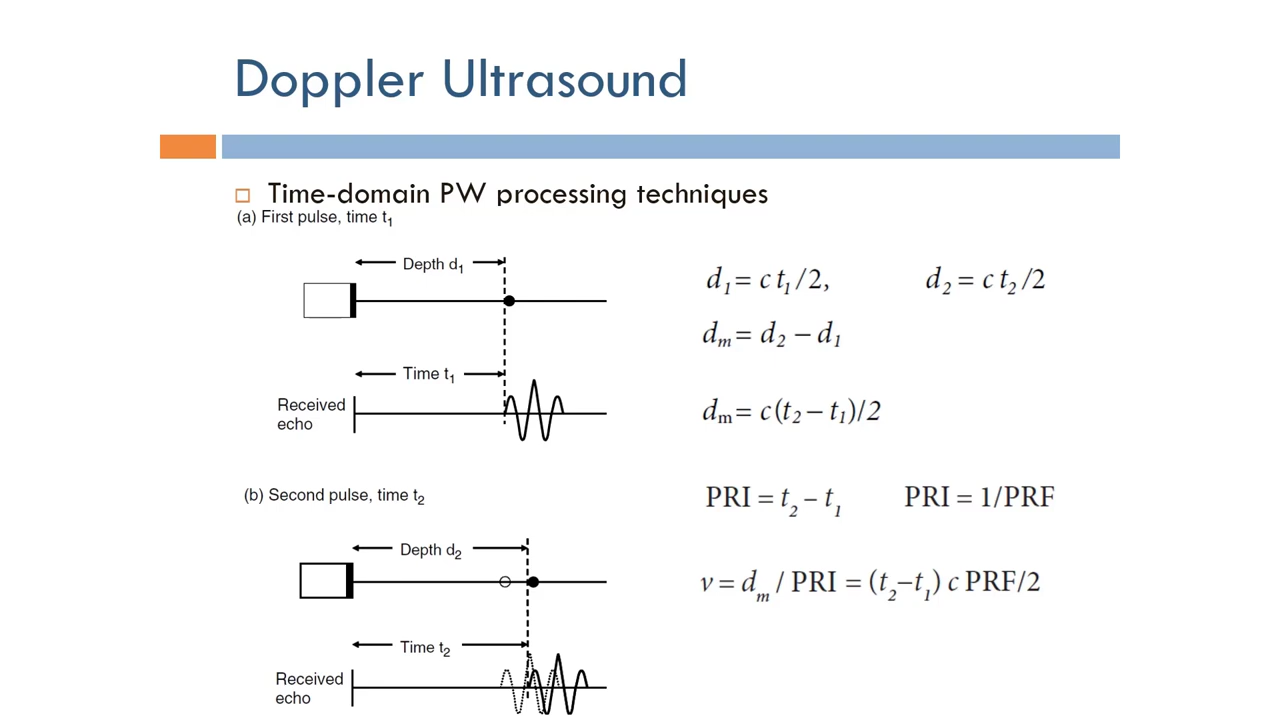 Doppler Ultrasound
Time-domain PW processing techniques
(a) First pulse, time t₁
Depth d₁
Time t₁
Received
echo
(b) Second pulse, time t₂
Depth d₂
Time t₂
Received
echo
d₁ = c t₁ /2, d₂ = c t₂ /2
dₘ = d₂ − d₁
dₘ = c(t₂ − t₁)/2
PRI = t₂ − t₁ PRI = 1/PRF
v = dₘ / PRI = (t₂−t₁) c PRF/2